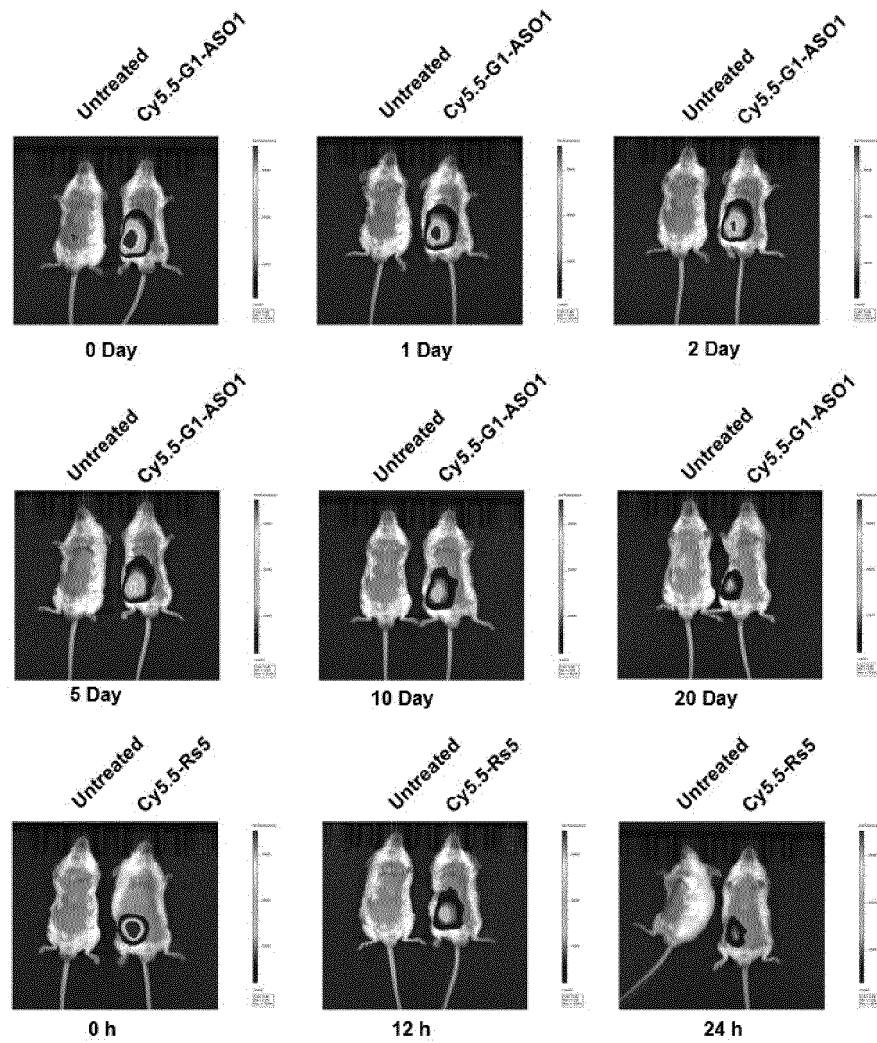 Untreated Cy5.5-G1-ASO1 Untreated Cy5.5-G1-ASO1 Untreated Cy5.5-G1-ASO1
0 Day 1 Day 2 Day
Untreated Cy5.5-G1-ASO1 Untreated Cy5.5-G1-ASO1 Untreated Cy5.5-G1-ASO1
5 Day 10 Day 20 Day
Untreated Cy5.5-Rs5 Untreated Cy5.5-Rs5 Untreated Cy5.5-Rs5
0 h 12 h 24 h